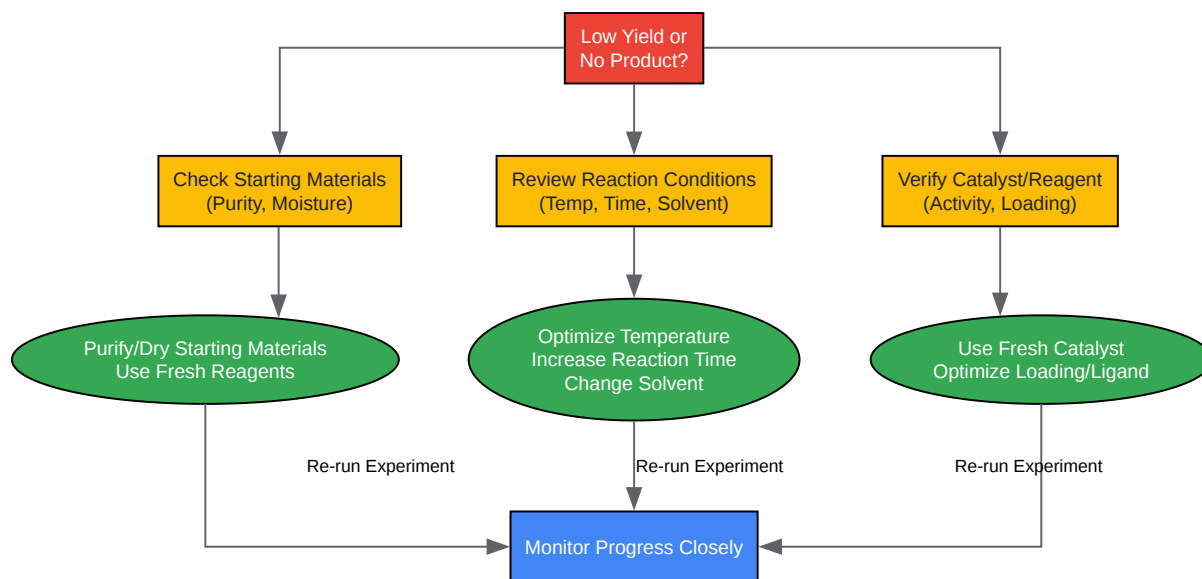 Low Yield or
No Product?
Check Starting Materials
(Purity, Moisture)
Review Reaction Conditions
(Temp, Time, Solvent)
Verify Catalyst/Reagent
(Activity, Loading)
Purify/Dry Starting Materials
Use Fresh Reagents
Optimize Temperature
Increase Reaction Time
Change Solvent
Use Fresh Catalyst
Optimize Loading/Ligand
Re-run Experiment
Re-run Experiment
Re-run Experiment
Monitor Progress Closely